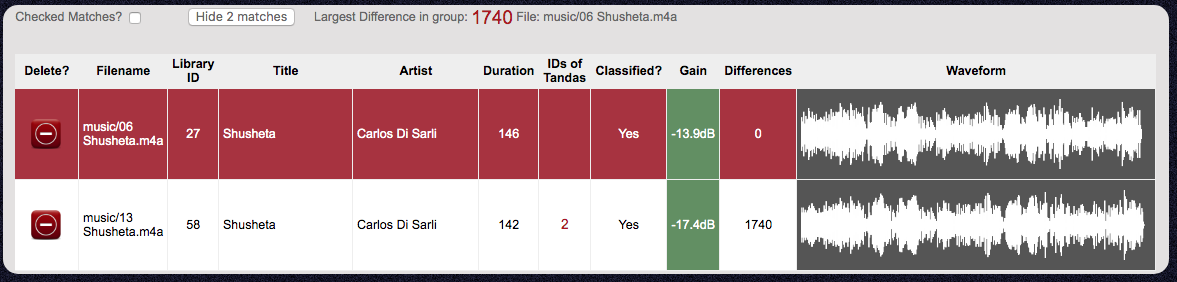 Checked Matches? Hide 2 matches Largest Difference in group: 1740 File: music/06 Shusheta.m4a
Delete? Filename Library ID Title Artist Duration IDs of Tandas Classified? Gain Differences Waveform
music/06 Shusheta.m4a 27 Shusheta Carlos Di Sarli 146 Yes -13.9dB 0
music/13 Shusheta.m4a 58 Shusheta Carlos Di Sarli 142 2 Yes -17.4dB 1740